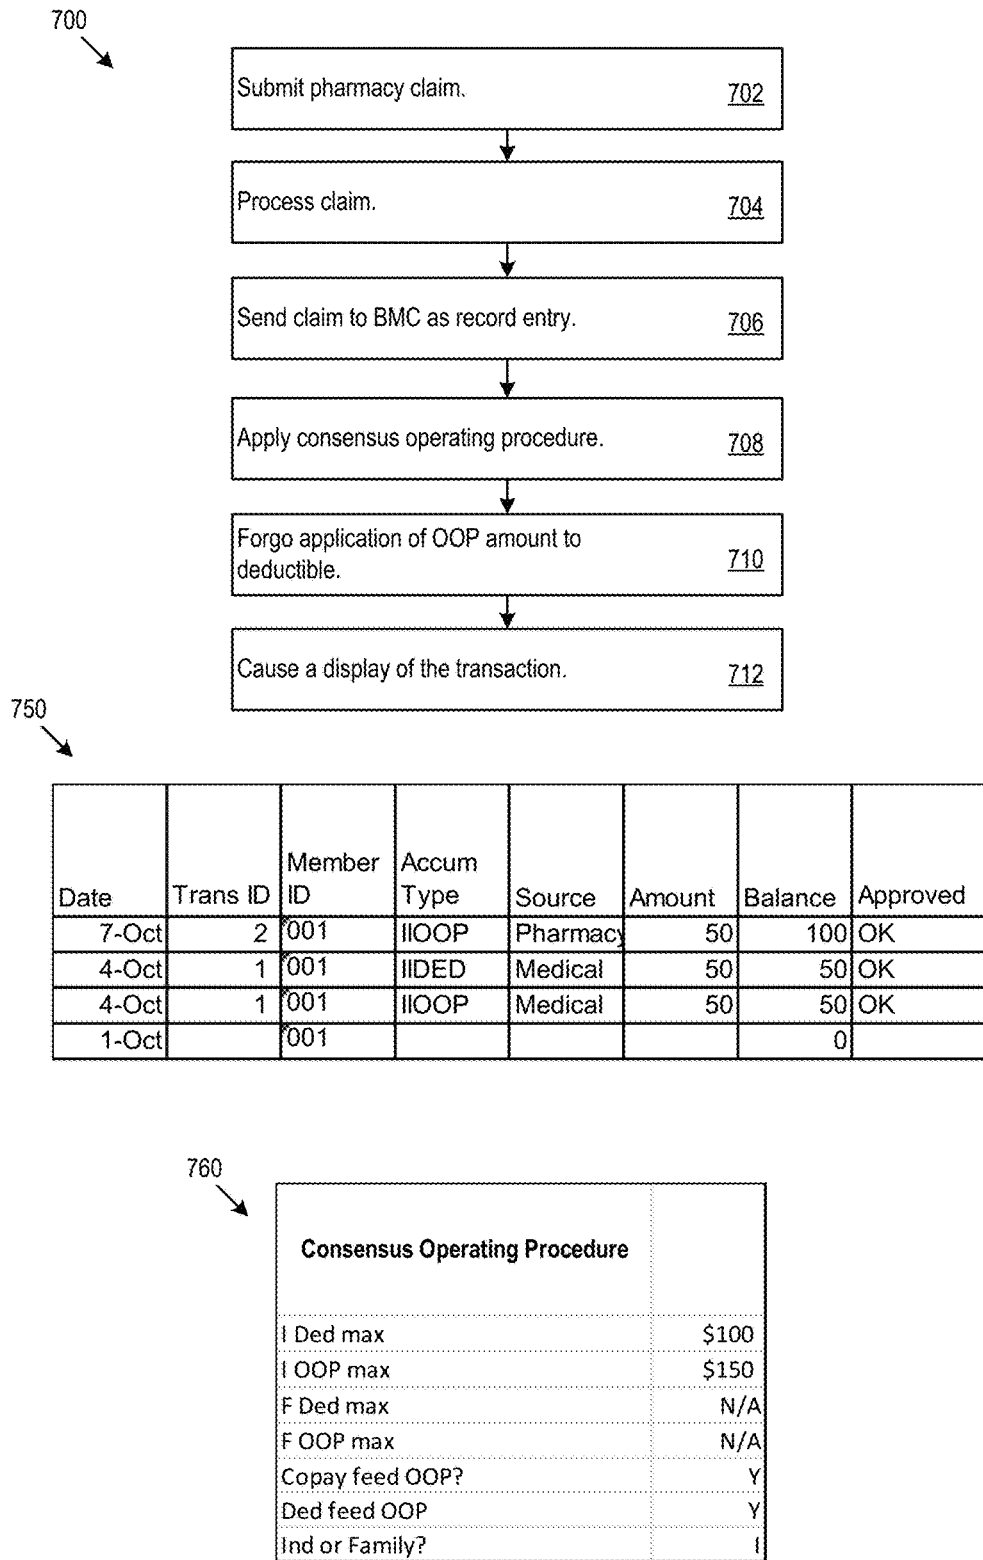 700
Submit pharmacy claim. 702
Process claim. 704
Send claim to BMC as record entry. 706
Apply consensus operating procedure. 708
Forgo application of OOP amount to
deductible. 710
Cause a display of the transaction. 712
750
Date Trans ID Member ID Accum Type Source Amount Balance Approved
7-Oct 2 001 IIOOP Pharmacy 50 100 OK
4-Oct 1 001 IIDED Medical 50 50 OK
4-Oct 1 001 IIOOP Medical 50 50 OK
1-Oct 001 0
760
Consensus Operating Procedure
I Ded max $100
I OOP max $150
F Ded max N/A
F OOP max N/A
Copay feed OOP? Y
Ded feed OOP Y
Ind or Family? I